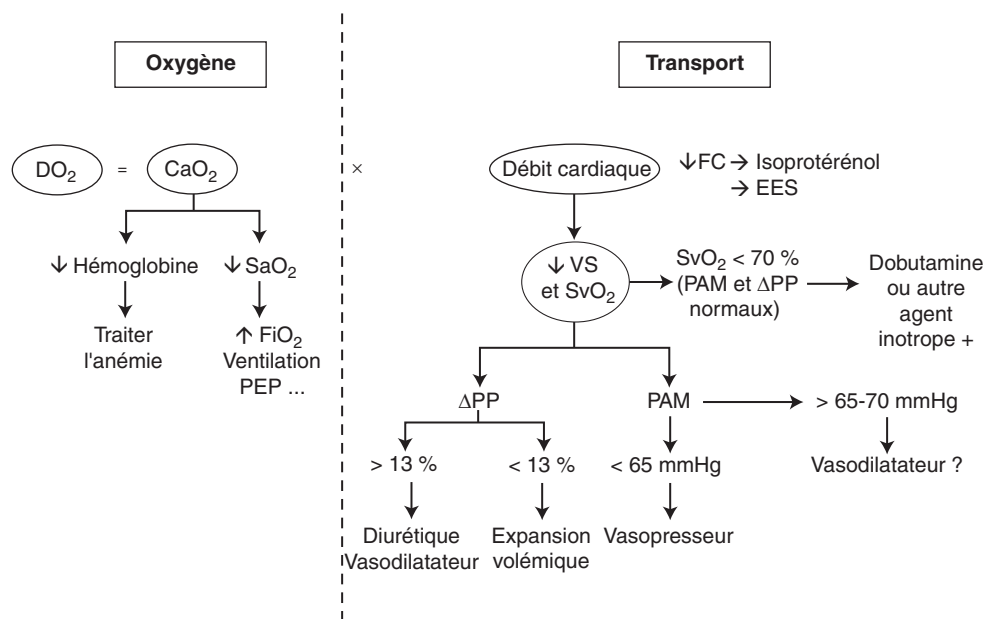 Oxygène
Transport
DO₂ = CaO₂ × Débit cardiaque
↓FC → Isoprotérénol
→ EES
↓ Hémoglobine
↓ SaO₂
Traiter
l'anémie
↑ FiO₂
Ventilation
PEP ...
↓ VS
et SvO₂
SvO₂ < 70 %
(PAM et ΔPP
normaux)
Dobutamine
ou autre
agent
inotrope +
ΔPP
PAM
> 65-70 mmHg
> 13 %
< 13 %
< 65 mmHg
Vasodilatateur ?
Diurétique
Vasodilatateur
Expansion
volémique
Vasopresseur